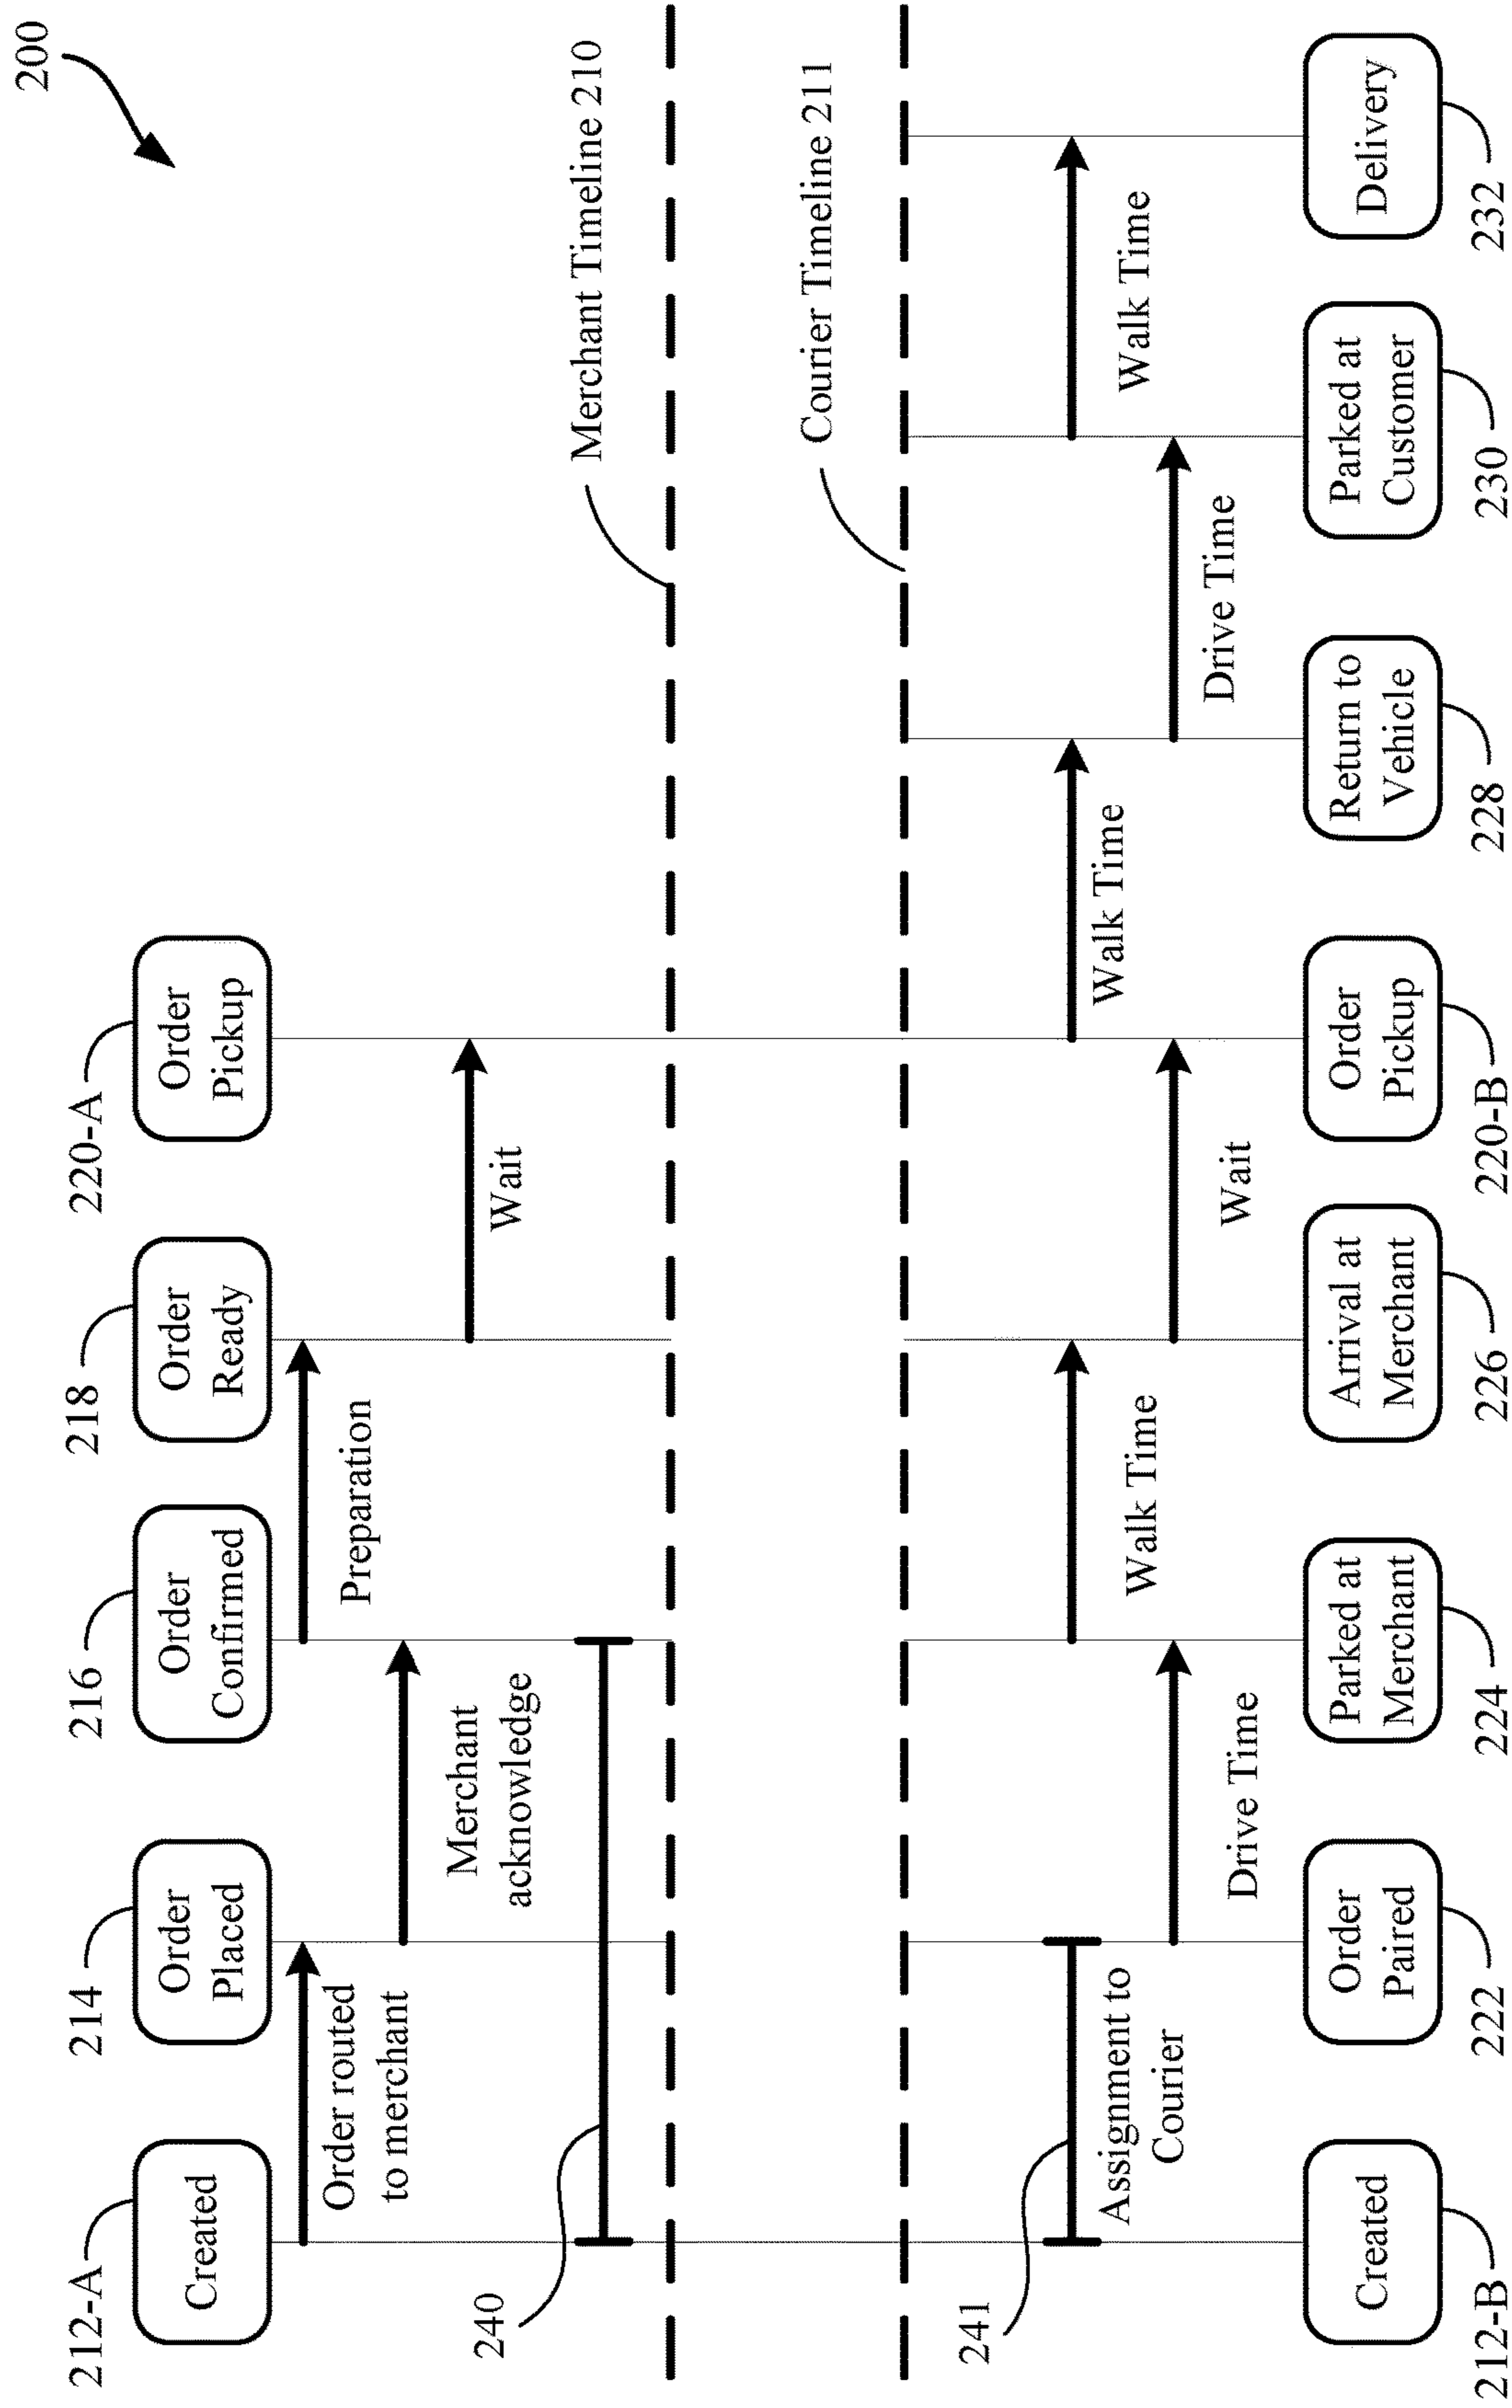 200
212-A
214
216
218
220-A
Created
Order
Placed
Order
Confirmed
Order
Ready
Order
Pickup
Order routed
to merchant
Merchant
acknowledge
Preparation
Wait
240
Merchant Timeline 210
Courier Timeline 211
241
Assignment to
Courier
Drive Time
Walk Time
Wait
Walk Time
Drive Time
Walk Time
Created
Order
Paired
Parked at
Merchant
Arrival at
Merchant
Order
Pickup
Return to
Vehicle
Parked at
Customer
Delivery
212-B
222
224
226
220-B
228
230
232